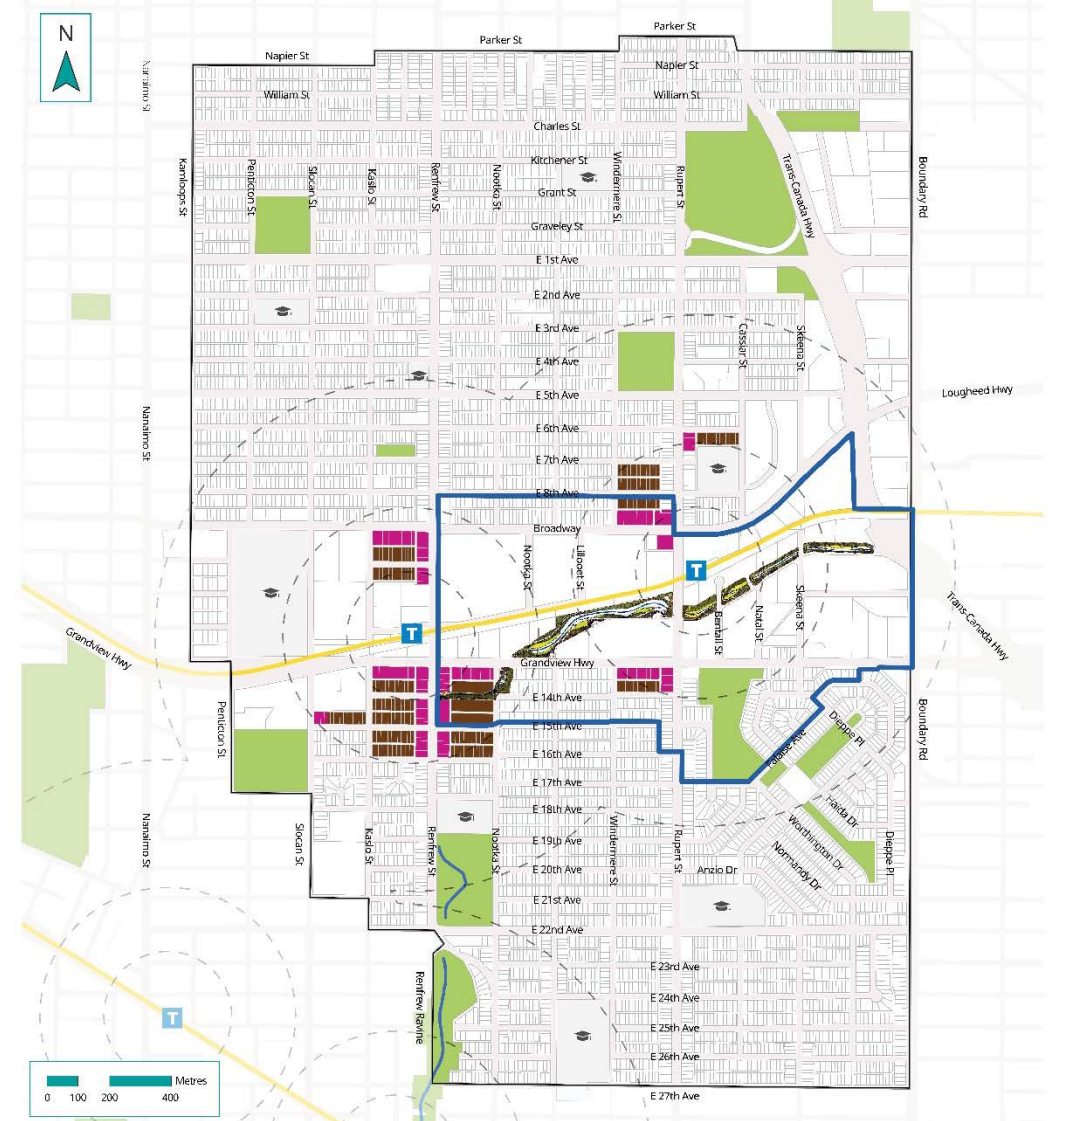 N
Parker St
Parker St
Napier St
Napier St
William St
William St
Nanaimo St
Charles St
Kitchener St
Kamloops St
Penticton St
Slocan St
Kaslo St
Renfrew St
Nootka St
Windermere St
Rupert St
Trans-Canada Hwy
Boundary Rd
Grant St
Graveley St
E 1st Ave
E 2nd Ave
E 3rd Ave
Cassiar St
Skeena St
E 4th Ave
E 5th Ave
Lougheed Hwy
Nanaimo St
E 6th Ave
E 7th Ave
E 8th Ave
Broadway
Nootka St
Lillooet St
T
Skeena St
Bentall St
Natal St
Trans-Canada Hwy
T
Grandview Hwy
Grandview Hwy
E 14th Ave
Penticton St
E 15th Ave
Dieppe Pl
Boundary Rd
Falaise Ave
E 16th Ave
E 17th Ave
E 18th Ave
Haida Dr
Nanaimo St
Slocan St
Kaslo St
Renfrew St
Nootka St
E 19th Ave
Windermere St
Rupert St
Worthington Dr
Dieppe Pl
E 20th Ave
Anzio Dr
Normandy Dr
E 21st Ave
E 22nd Ave
E 23rd Ave
Renfrew Ravine
E 24th Ave
T
E 25th Ave
E 26th Ave
Metres
0 100 200 400
E 27th Ave